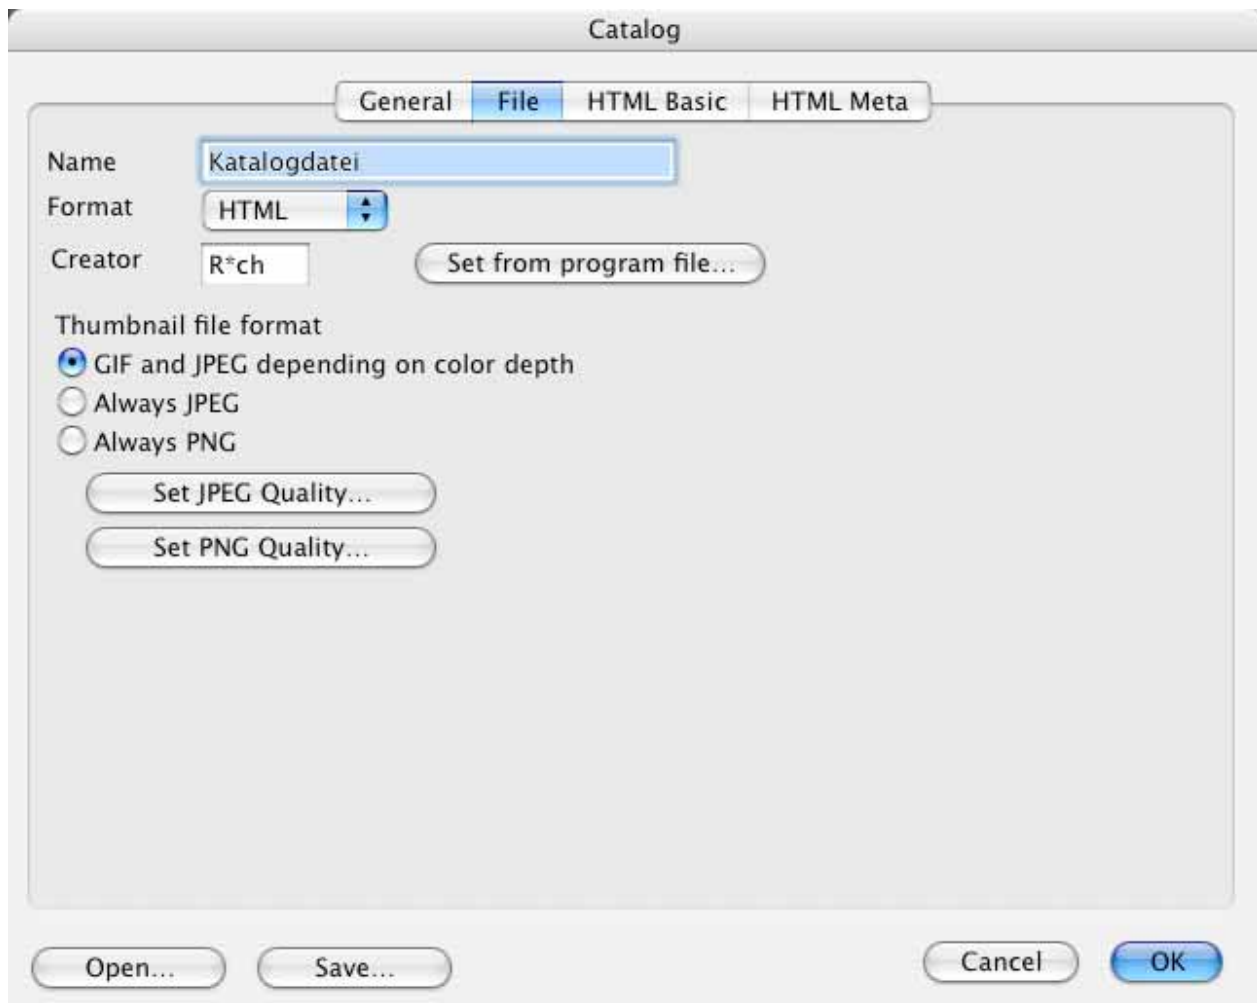 Catalog
General File HTML Basic HTML Meta
Name Katalogdatei
Format HTML
Creator R*ch Set from program file...
Thumbnail file format
GIF and JPEG depending on color depth
Always JPEG
Always PNG
Set JPEG Quality...
Set PNG Quality...
Open... Save... Cancel OK